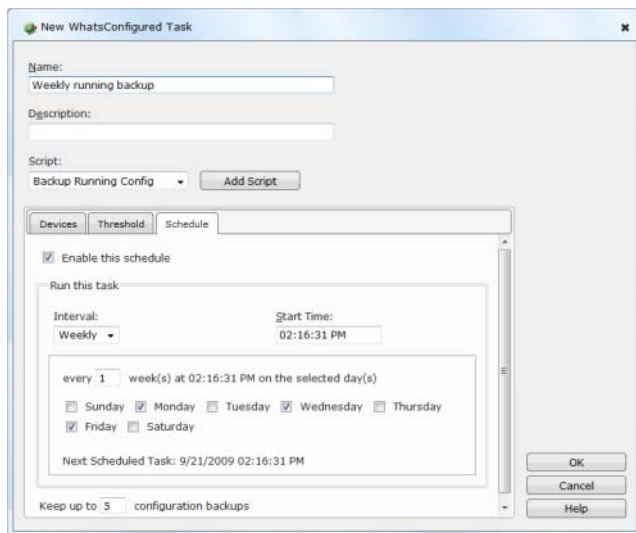 New WhatsConfigured Task
Name:
Weekly running backup
Description:
Script:
Backup Running Config Add Script
Devices Threshold Schedule
Enable this schedule
Run this task
Interval: Start Time:
Weekly 02:16:31 PM
every 1 week(s) at 02:16:31 PM on the selected day(s)
Sunday Monday Tuesday Wednesday Thursday
Friday Saturday
Next Scheduled Task: 9/21/2009 02:16:31 PM
Keep up to 5 configuration backups
OK
Cancel
Help